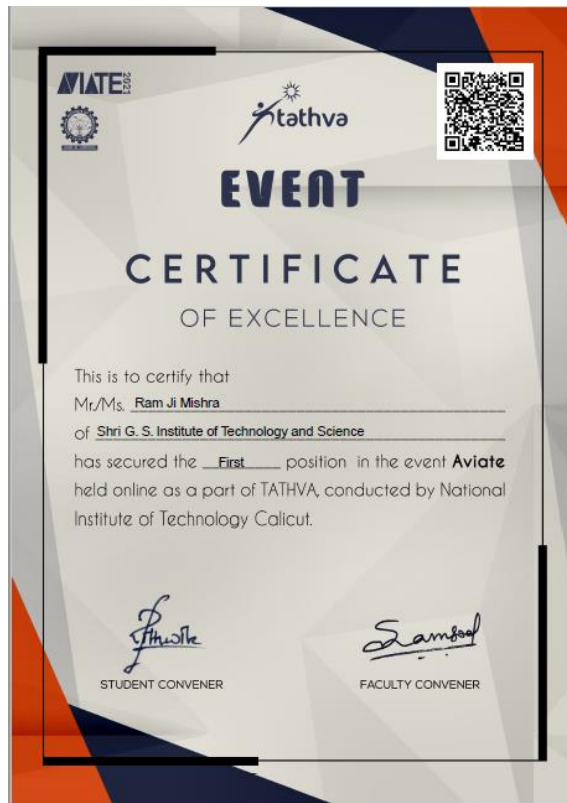 AVIATE 2021
tathva
EVENT
CERTIFICATE
OF EXCELLENCE
This is to certify that
Mr./Ms. Ram Ji Mishra
of Shri G. S. Institute of Technology and Science
has secured the First position in the event Aviate
held online as a part of TATHVA, conducted by National
Institute of Technology Calicut.
STUDENT CONVENER
FACULTY CONVENER